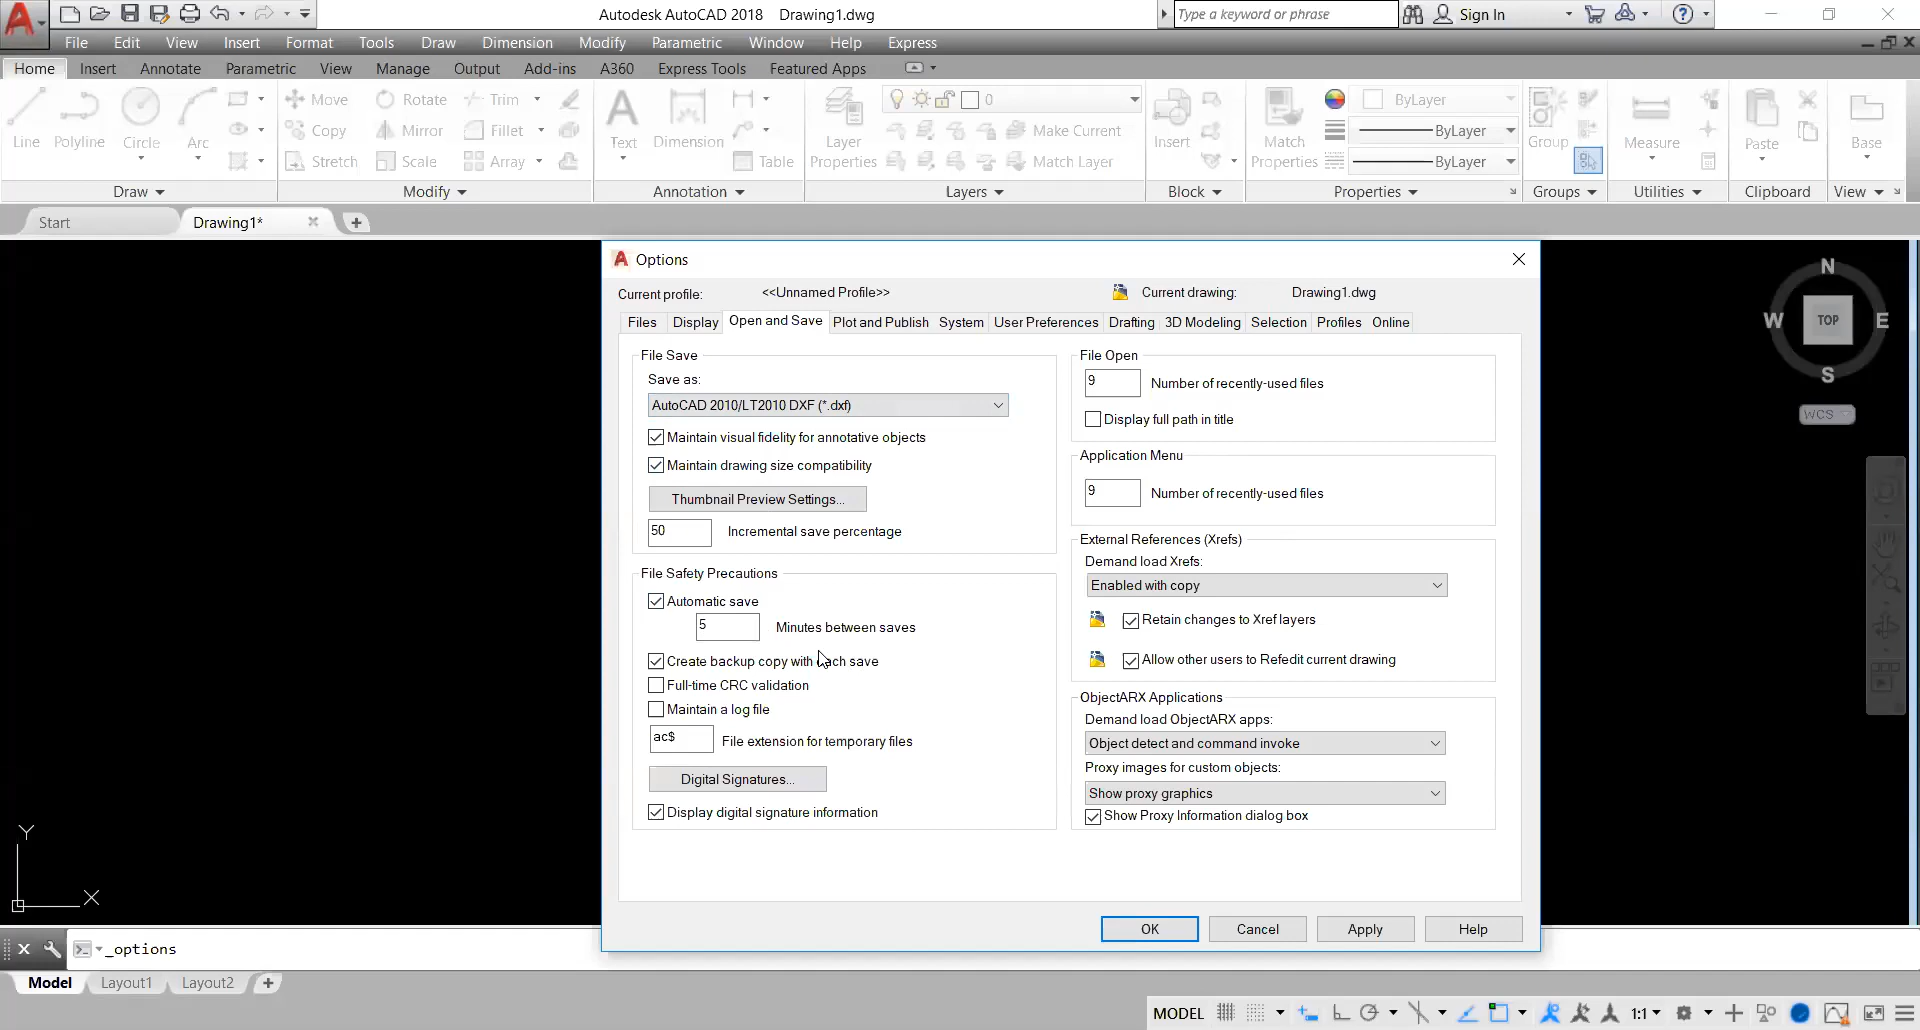 Autodesk AutoCAD 2018 Drawing1.dwg
Type a keyword or phrase
Sign In
File Edit View Insert Format Tools Draw Dimension Modify Parametric Window Help Express
Home Insert Annotate Parametric View Manage Output Add-ins A360 Express Tools Featured Apps
Line Polyline Circle Arc
Move Rotate Trim
Copy Mirror Fillet
Stretch Scale Array
Text Dimension Table
Layer Properties
0
Make Current
Match Layer
Insert
Match Properties
ByLayer
ByLayer
ByLayer
Group
Measure
Paste
Base
Draw Modify Annotation Layers Block Properties Groups Utilities Clipboard View
Start Drawing1*
Options
Current profile: <<Unnamed Profile>> Current drawing: Drawing1.dwg
Files Display Open and Save Plot and Publish System User Preferences Drafting 3D Modeling Selection Profiles Online
File Save
Save as:
AutoCAD 2010/LT2010 DXF (*.dxf)
Maintain visual fidelity for annotative objects
Maintain drawing size compatibility
Thumbnail Preview Settings...
50 Incremental save percentage
File Safety Precautions
Automatic save
5 Minutes between saves
Create backup copy with each save
Full-time CRC validation
Maintain a log file
ac$ File extension for temporary files
Digital Signatures...
Display digital signature information
File Open
9 Number of recently-used files
Display full path in title
Application Menu
9 Number of recently-used files
External References (Xrefs)
Demand load Xrefs:
Enabled with copy
Retain changes to Xref layers
Allow other users to Refedit current drawing
ObjectARX Applications
Demand load ObjectARX apps:
Object detect and command invoke
Proxy images for custom objects:
Show proxy graphics
Show Proxy Information dialog box
OK Cancel Apply Help
N
W TOP E
S
WCS
Y
X
_options
Model Layout1 Layout2
MODEL 1:1